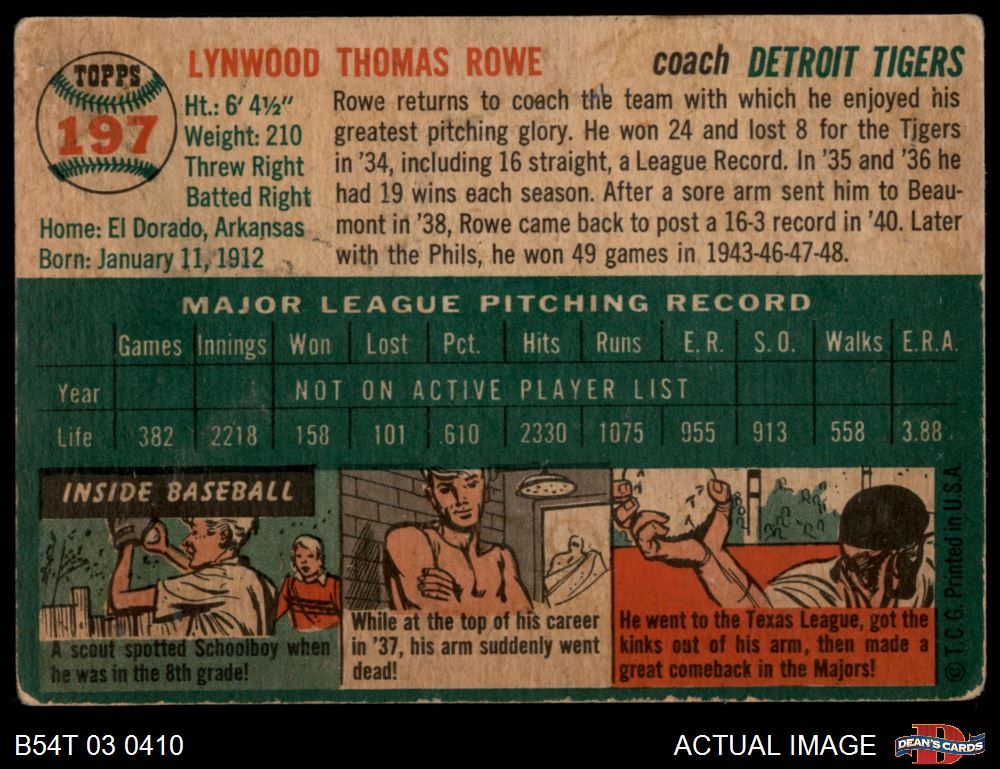 TOPPS
197
LYNWOOD THOMAS ROWE
coach DETROIT TIGERS
Ht.: 6' 4½"
Weight: 210
Threw Right
Batted Right
Home: El Dorado, Arkansas
Born: January 11, 1912
Rowe returns to coach the team with which he enjoyed his
greatest pitching glory. He won 24 and lost 8 for the Tigers
in '34, including 16 straight, a League Record. In '35 and '36 he
had 19 wins each season. After a sore arm sent him to Beau-
mont in '38, Rowe came back to post a 16-3 record in '40. Later
with the Phils, he won 49 games in 1943-46-47-48.
MAJOR LEAGUE PITCHING RECORD
Games Innings Won Lost Pct. Hits Runs E. R. S. O. Walks E.R.A.
Year NOT ON ACTIVE PLAYER LIST
Life 382 2218 158 101 .610 2330 1075 955 913 558 3.88
INSIDE BASEBALL
A scout spotted Schoolboy when
he was in the 8th grade!
While at the top of his career
in '37, his arm suddenly went
dead!
He went to the Texas League, got the
kinks out of his arm, then made a
great comeback in the Majors!
© T.C.G. Printed in U.S.A.
B54T 03 0410
ACTUAL IMAGE
DEAN'S CARDS